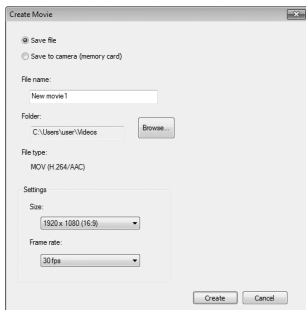 Create Movie
Save file
Save to camera (memory card)
File name:
New movie1
Folder:
C:\Users\user\Videos
Browse...
File type:
MOV (H.264/AAC)
Settings
Size:
1920 x 1080 (16:9)
Frame rate:
30 fps
Create
Cancel